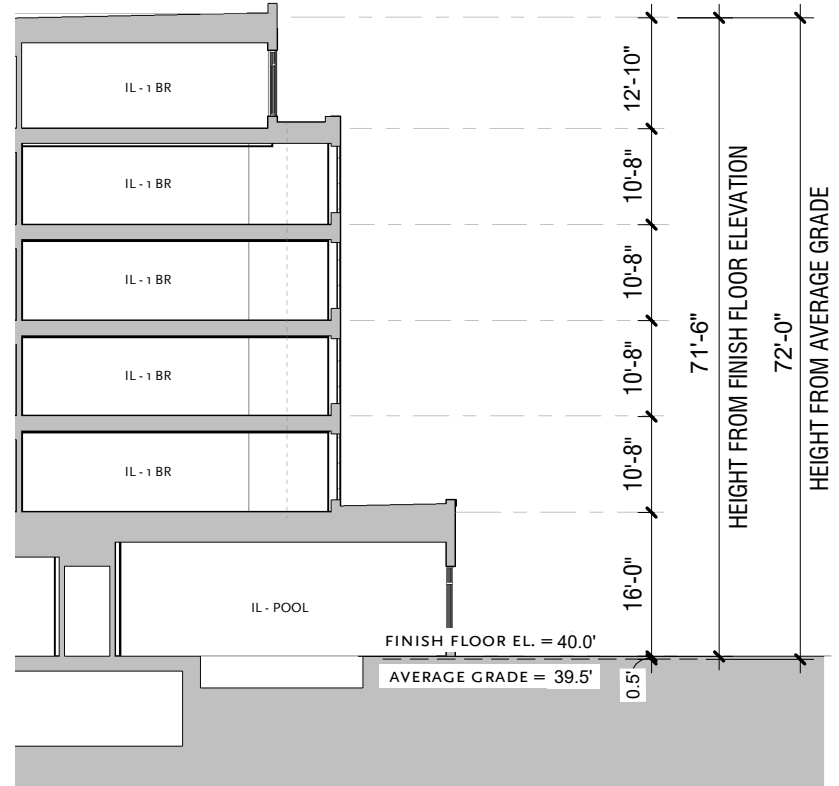 IL - 1 BR
12'-10"
IL - 1 BR
10'-8"
IL - 1 BR
10'-8"
IL - 1 BR
10'-8"
IL - 1 BR
10'-8"
IL - POOL
16'-0"
FINISH FLOOR EL. = 40.0'
AVERAGE GRADE = 39.5'
0.5'
71'-6"
HEIGHT FROM FINISH FLOOR ELEVATION
72'-0"
HEIGHT FROM AVERAGE GRADE